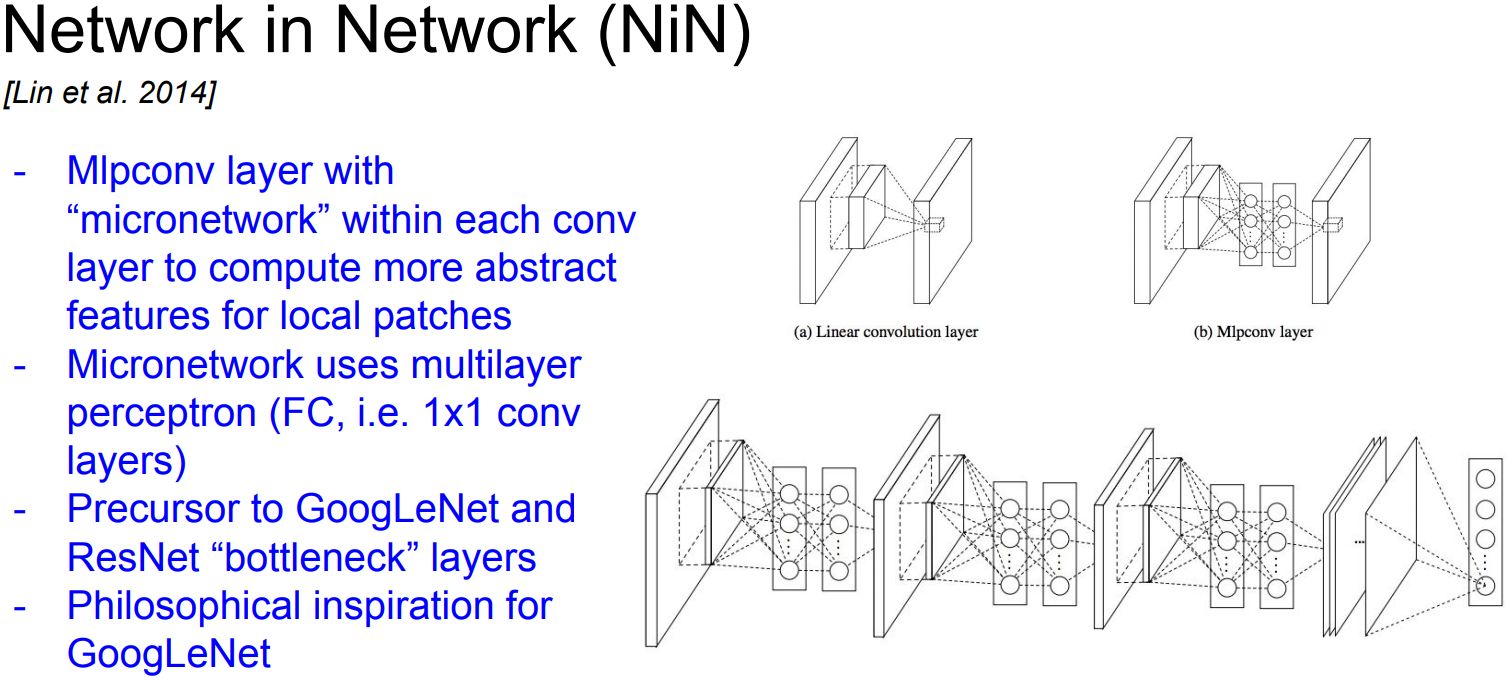 Network in Network (NiN)
[Lin et al. 2014]
- Mlpconv layer with
“micronetwork” within each conv
layer to compute more abstract
features for local patches
- Micronetwork uses multilayer
perceptron (FC, i.e. 1x1 conv
layers)
- Precursor to GoogLeNet and
ResNet “bottleneck” layers
- Philosophical inspiration for
GoogLeNet
(a) Linear convolution layer
(b) Mlpconv layer